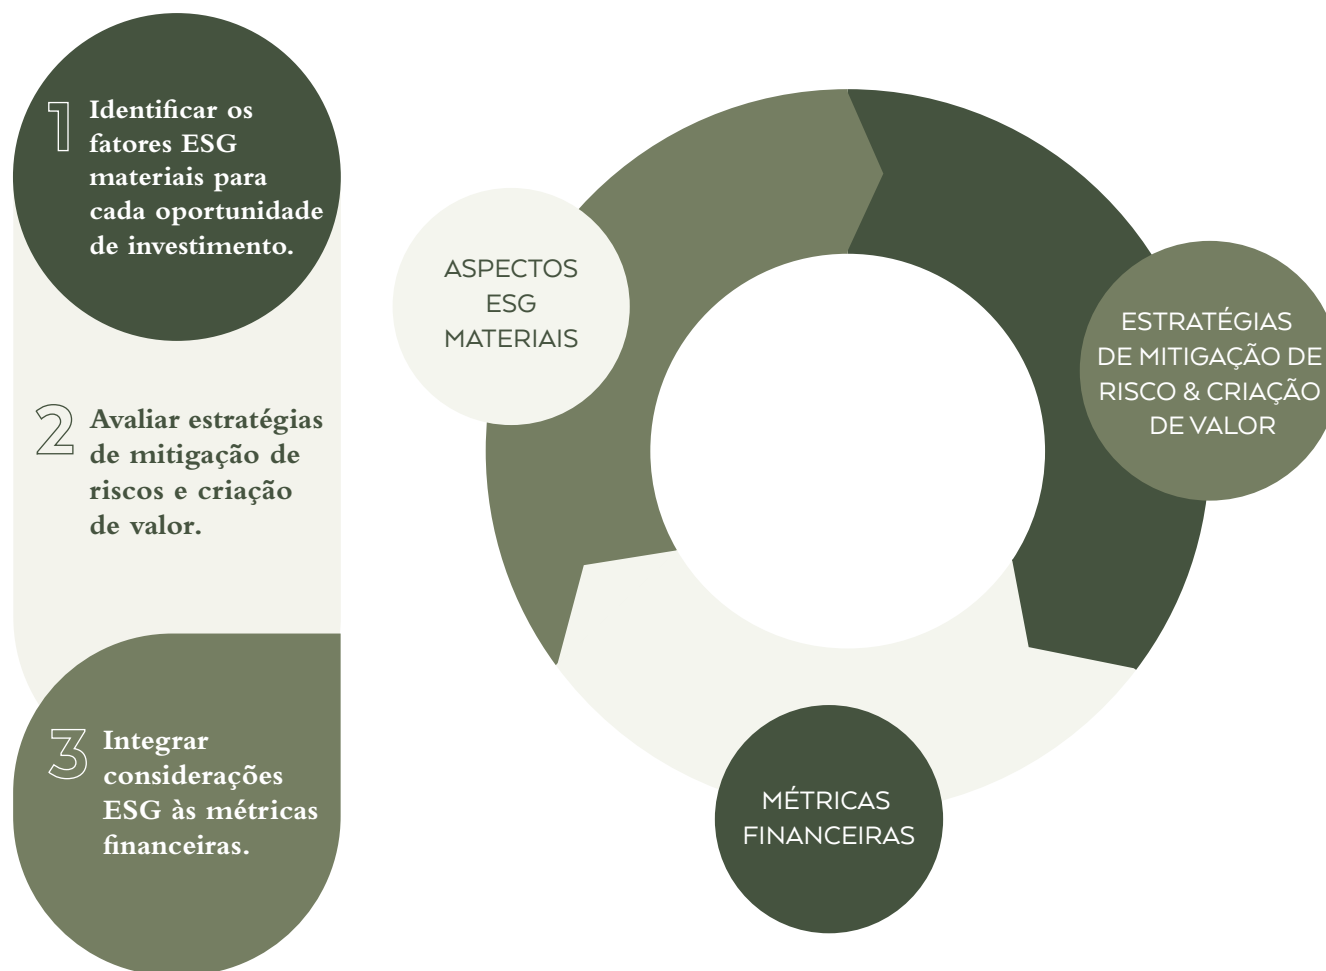 1
Identificar os
fatores ESG
materiais para
cada oportunidade
de investimento.
2
Avaliar estratégias
de mitigação de
riscos e criação
de valor.
3
Integrar
considerações
ESG às métricas
financeiras.
ASPECTOS
ESG
MATERIAIS
ESTRATÉGIAS
DE MITIGAÇÃO DE
RISCO & CRIAÇÃO
DE VALOR
MÉTRICAS
FINANCEIRAS